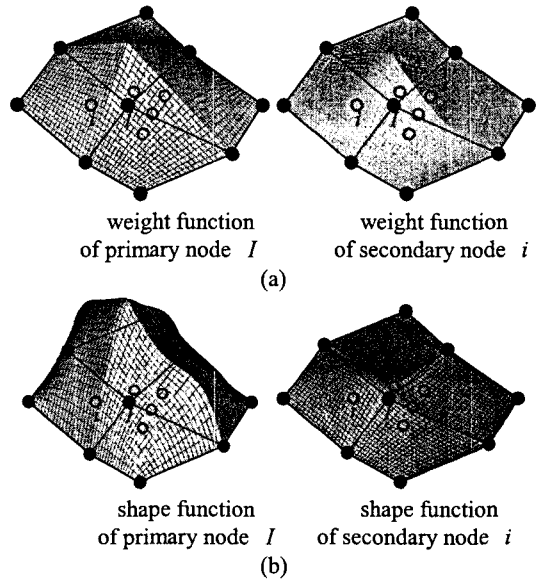 i I
i I
weight function
of primary node I
weight function
of secondary node i
(a)
i I
i I
shape function
of primary node I
shape function
of secondary node i
(b)